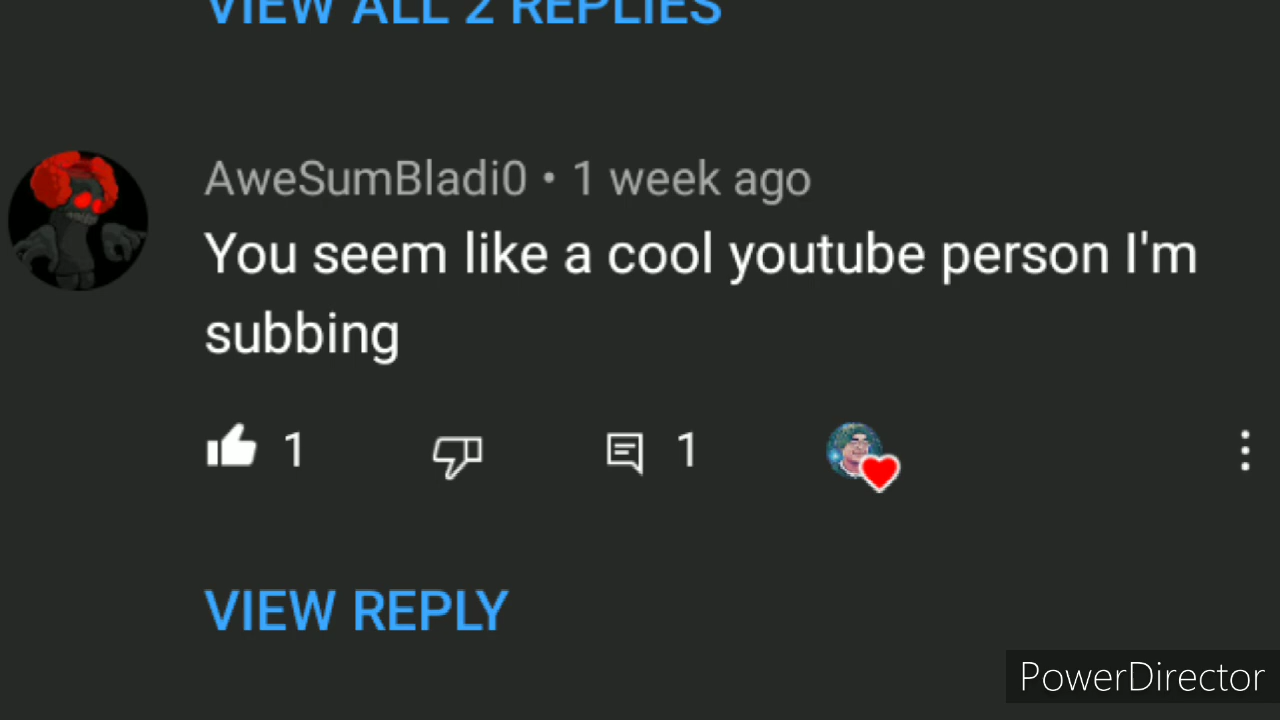 VIEW ALL 2 REPLIES
AweSumBladi0 • 1 week ago
You seem like a cool youtube person I'm
subbing
1 1
VIEW REPLY
PowerDirector